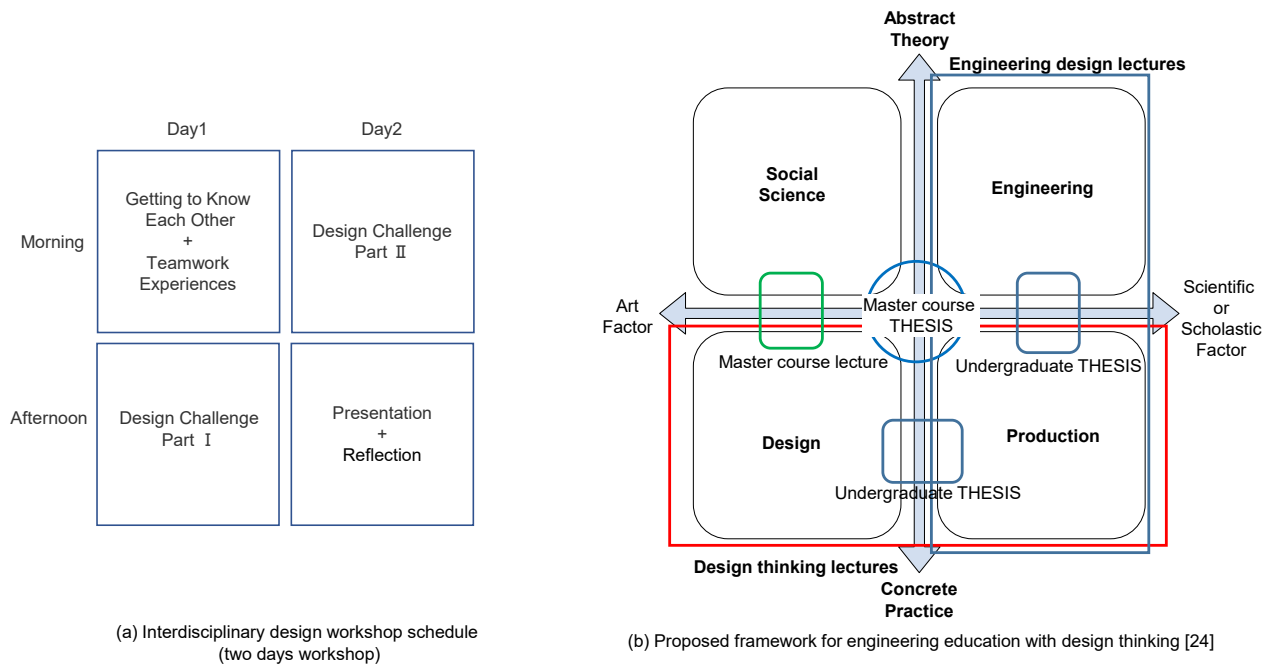 Day1
Day2
Morning
Getting to Know
Each Other
+
Teamwork
Experiences
Design Challenge
Part Ⅱ
Afternoon
Design Challenge
Part Ⅰ
Presentation
+
Reflection
(a) Interdisciplinary design workshop schedule
(two days workshop)
Abstract
Theory
Engineering design lectures
Social
Science
Engineering
Art
Factor
Master course
THESIS
Scientific
or
Scholastic
Factor
Master course lecture
Undergraduate THESIS
Design
Production
Undergraduate THESIS
Design thinking lectures
Concrete
Practice
(b) Proposed framework for engineering education with design thinking [24]